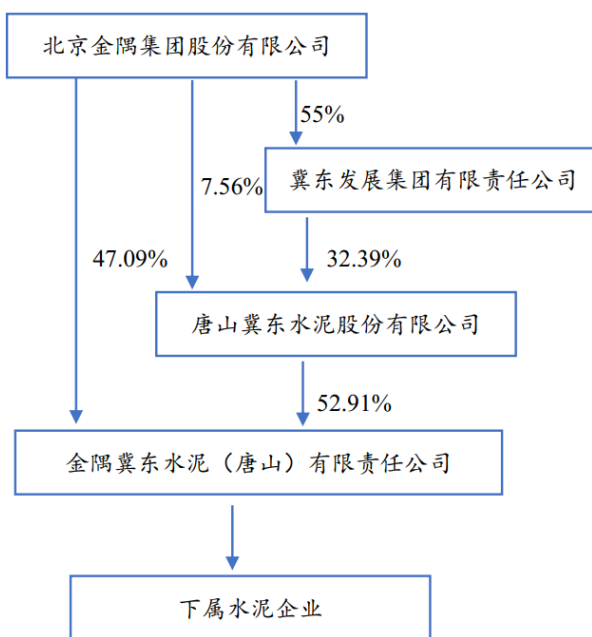 北京金隅集团股份有限公司
55%
冀东发展集团有限责任公司
7.56%
47.09%
32.39%
唐山冀东水泥股份有限公司
52.91%
金隅冀东水泥（唐山）有限责任公司
下属水泥企业